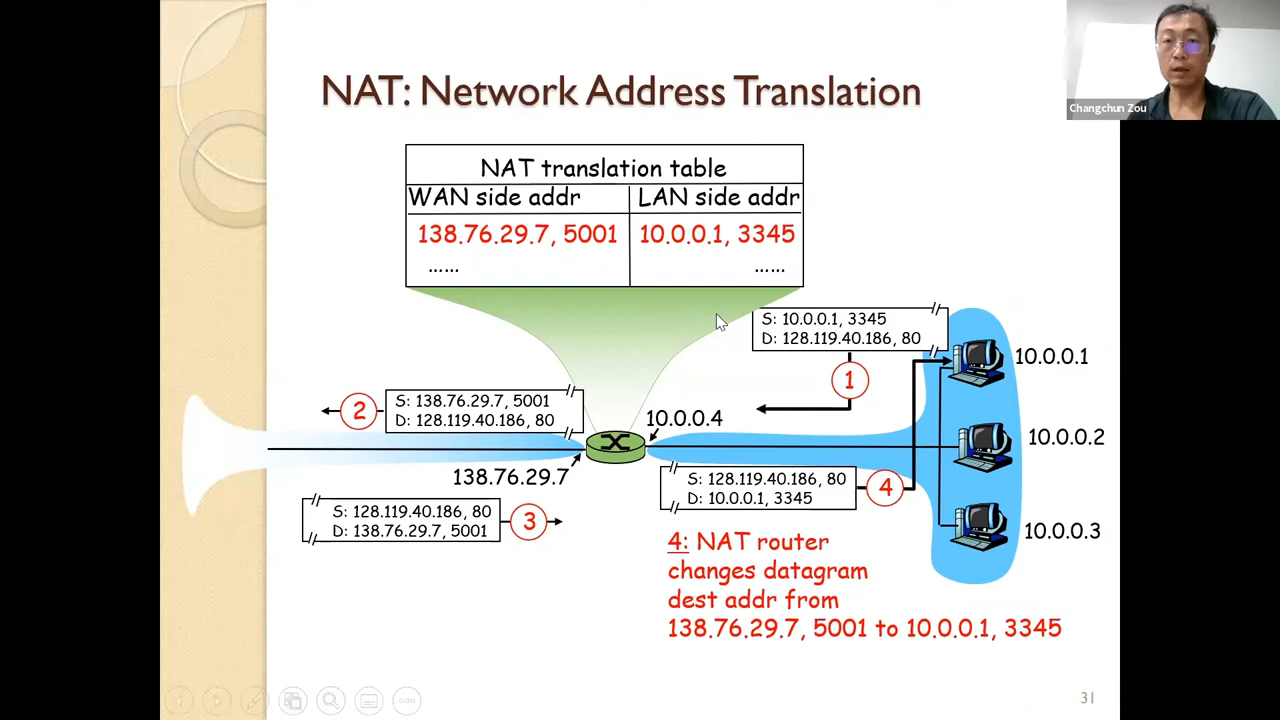 NAT: Network Address Translation
Changchun Zou
NAT translation table
WAN side addr LAN side addr
138.76.29.7, 5001 10.0.0.1, 3345
...... ......
S: 10.0.0.1, 3345
D: 128.119.40.186, 80
10.0.0.1
1
2
S: 138.76.29.7, 5001
D: 128.119.40.186, 80
10.0.0.4
10.0.0.2
138.76.29.7
S: 128.119.40.186, 80
D: 10.0.0.1, 3345
4
S: 128.119.40.186, 80
D: 138.76.29.7, 5001
3
10.0.0.3
4: NAT router
changes datagram
dest addr from
138.76.29.7, 5001 to 10.0.0.1, 3345
31